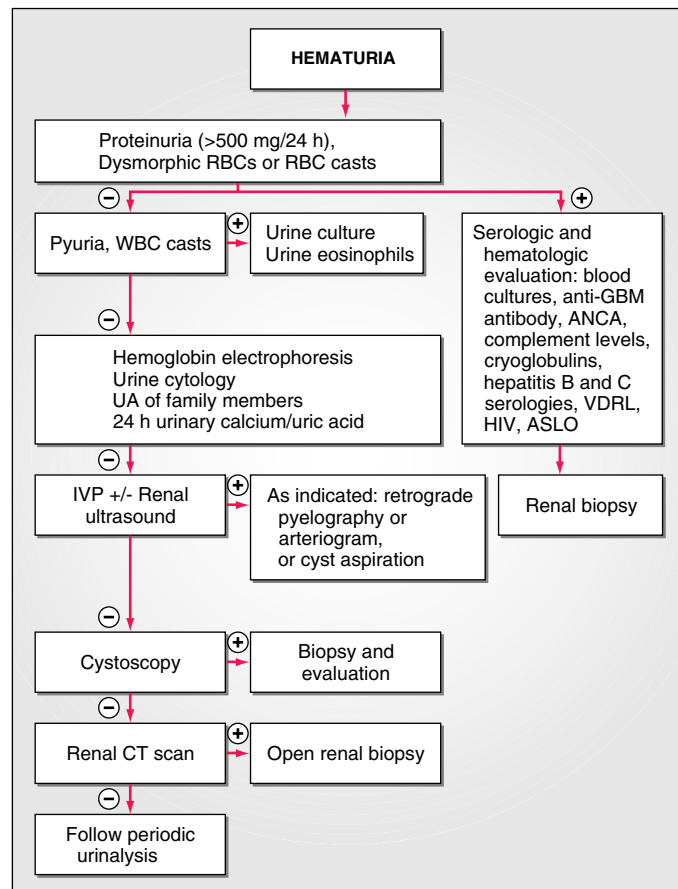 HEMATURIA
Proteinuria (>500 mg/24 h),
Dysmorphic RBCs or RBC casts
−
+
Pyuria, WBC casts
+
Urine culture
Urine eosinophils
Serologic and
hematologic
evaluation: blood
cultures, anti-GBM
antibody, ANCA,
complement levels,
cryoglobulins,
hepatitis B and C
serologies, VDRL,
HIV, ASLO
−
Hemoglobin electrophoresis
Urine cytology
UA of family members
24 h urinary calcium/uric acid
−
IVP +/- Renal
ultrasound
+
As indicated: retrograde
pyelography or
arteriogram,
or cyst aspiration
Renal biopsy
−
Cystoscopy
+
Biopsy and
evaluation
−
Renal CT scan
+
Open renal biopsy
−
Follow periodic
urinalysis